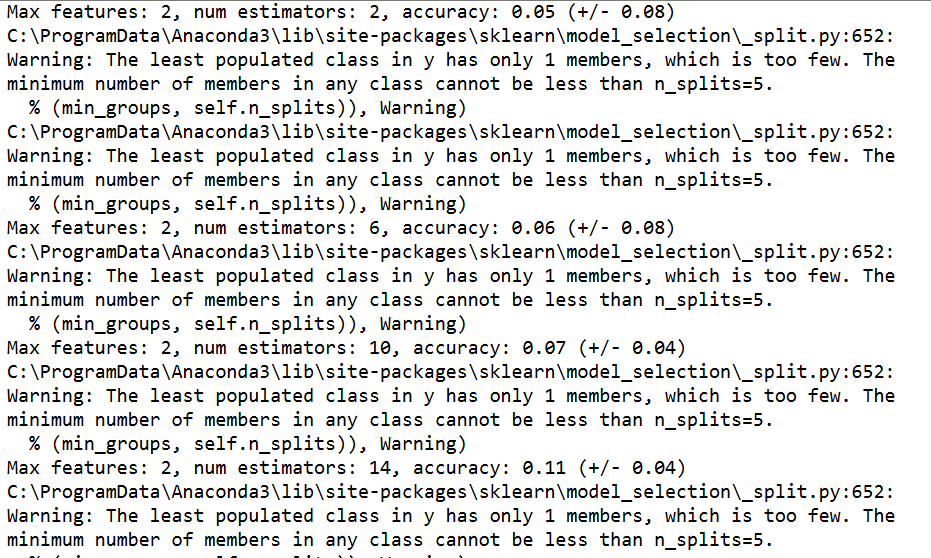 Max features: 2, num estimators: 2, accuracy: 0.05 (+/- 0.08)
C:\ProgramData\Anaconda3\lib\site-packages\sklearn\model_selection\_split.py:652:
Warning: The least populated class in y has only 1 members, which is too few. The
minimum number of members in any class cannot be less than n_splits=5.
  % (min_groups, self.n_splits)), Warning)
C:\ProgramData\Anaconda3\lib\site-packages\sklearn\model_selection\_split.py:652:
Warning: The least populated class in y has only 1 members, which is too few. The
minimum number of members in any class cannot be less than n_splits=5.
  % (min_groups, self.n_splits)), Warning)
Max features: 2, num estimators: 6, accuracy: 0.06 (+/- 0.08)
C:\ProgramData\Anaconda3\lib\site-packages\sklearn\model_selection\_split.py:652:
Warning: The least populated class in y has only 1 members, which is too few. The
minimum number of members in any class cannot be less than n_splits=5.
  % (min_groups, self.n_splits)), Warning)
Max features: 2, num estimators: 10, accuracy: 0.07 (+/- 0.04)
C:\ProgramData\Anaconda3\lib\site-packages\sklearn\model_selection\_split.py:652:
Warning: The least populated class in y has only 1 members, which is too few. The
minimum number of members in any class cannot be less than n_splits=5.
  % (min_groups, self.n_splits)), Warning)
Max features: 2, num estimators: 14, accuracy: 0.11 (+/- 0.04)
C:\ProgramData\Anaconda3\lib\site-packages\sklearn\model_selection\_split.py:652:
Warning: The least populated class in y has only 1 members, which is too few. The
minimum number of members in any class cannot be less than n_splits=5.